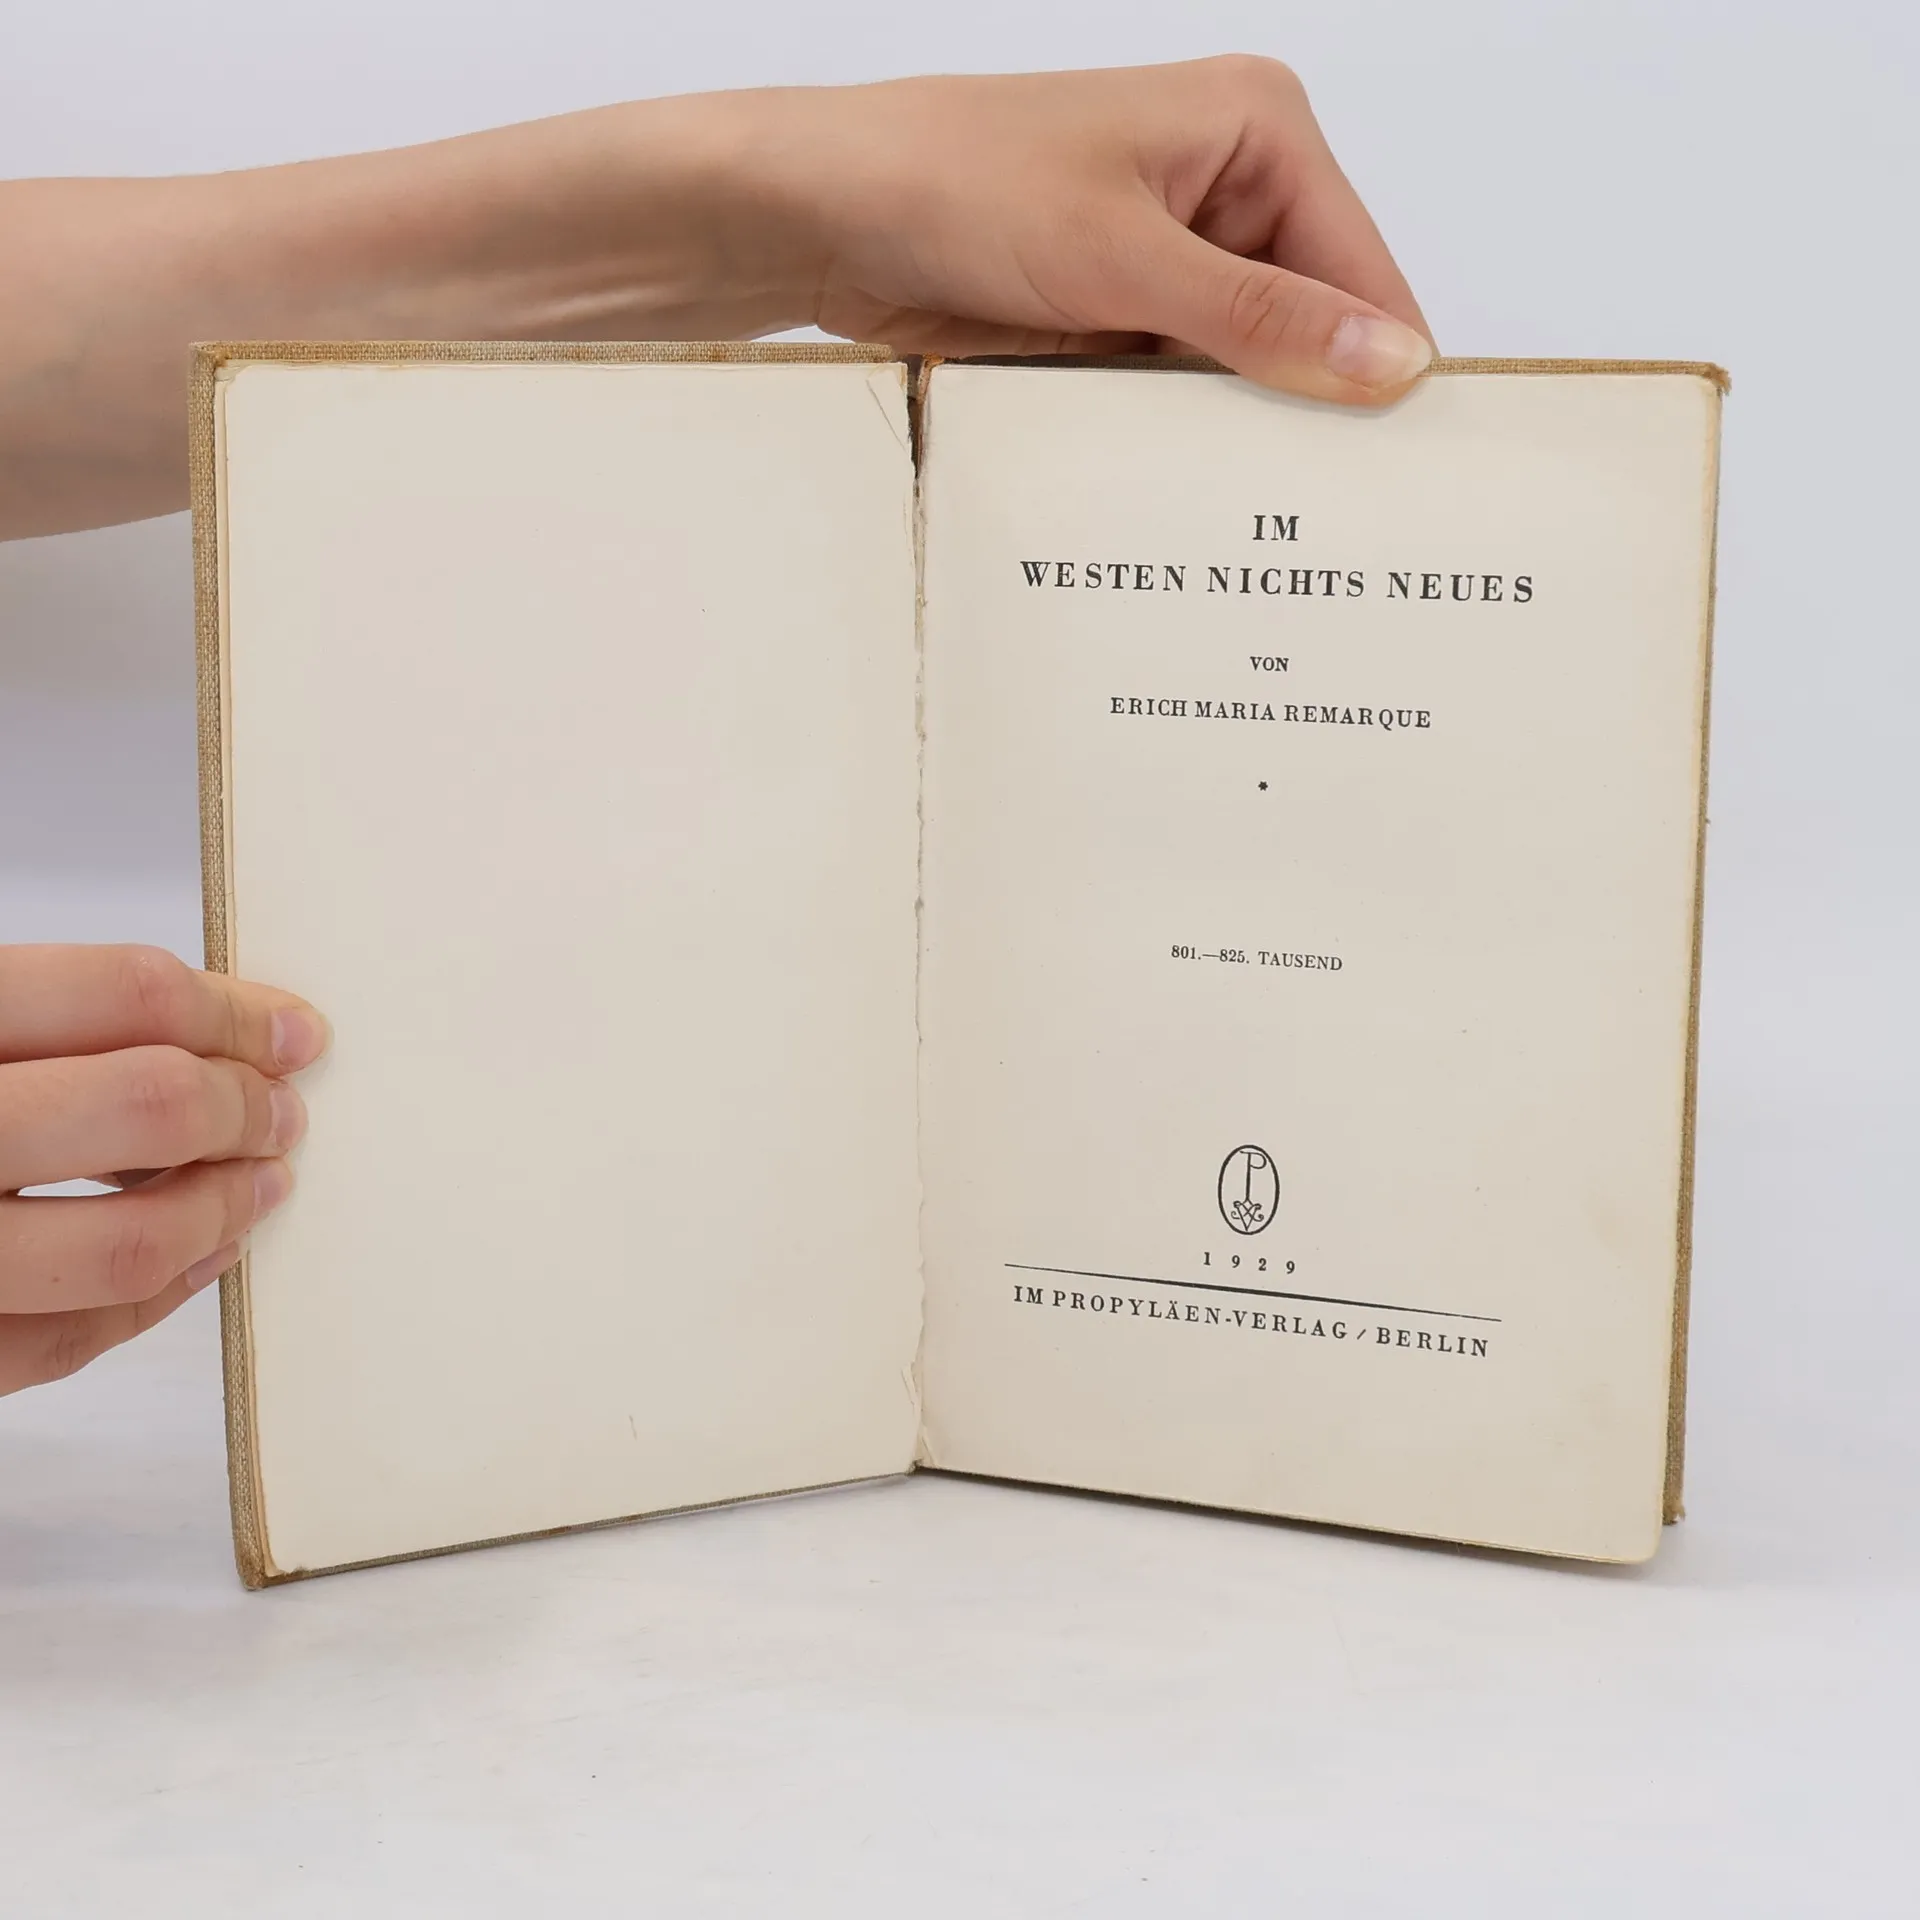 IM
WESTEN NICHTS NEUES
VON
ERICH MARIA REMARQUE
*
801.—825. TAUSEND
P
1929
IM PROPYLÄEN-VERLAG / BERLIN